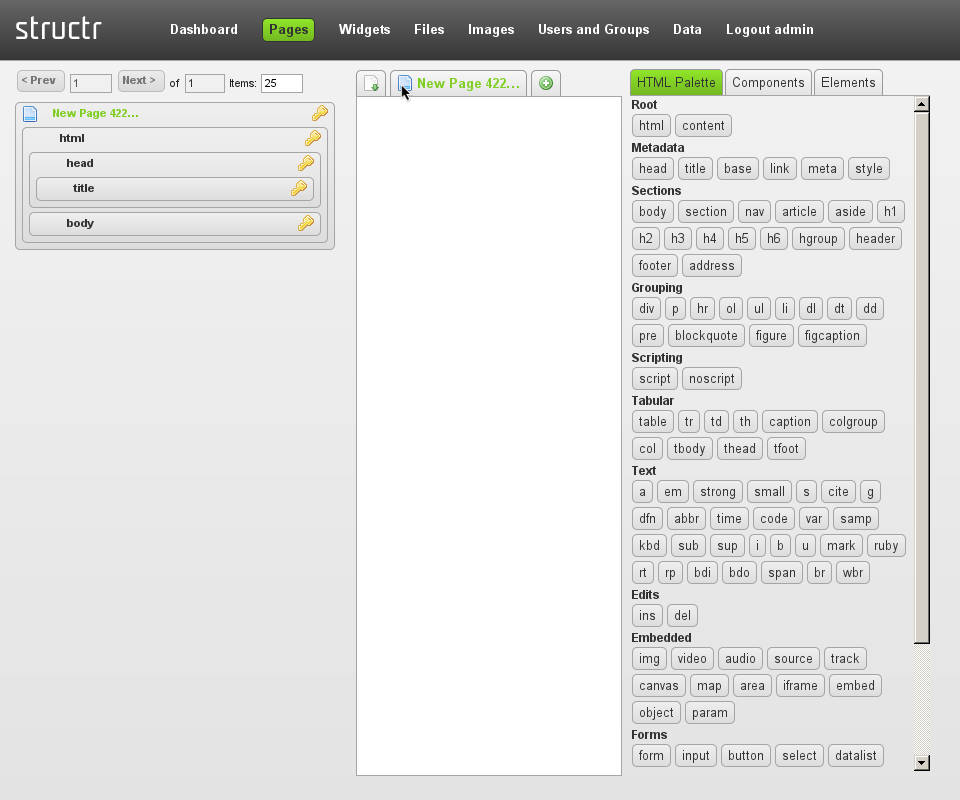 structr Dashboard Pages Widgets Files Images Users and Groups Data Logout admin
< Prev 1 Next > of 1 Items: 25
New Page 422...
html
head
title
body
New Page 422...
HTML Palette Components Elements
Root
html content
Metadata
head title base link meta style
Sections
body section nav article aside h1
h2 h3 h4 h5 h6 hgroup header
footer address
Grouping
div p hr ol ul li dl dt dd
pre blockquote figure figcaption
Scripting
script noscript
Tabular
table tr td th caption colgroup
col tbody thead tfoot
Text
a em strong small s cite g
dfn abbr time code var samp
kbd sub sup i b u mark ruby
rt rp bdi bdo span br wbr
Edits
ins del
Embedded
img video audio source track
canvas map area iframe embed
object param
Forms
form input button select datalist